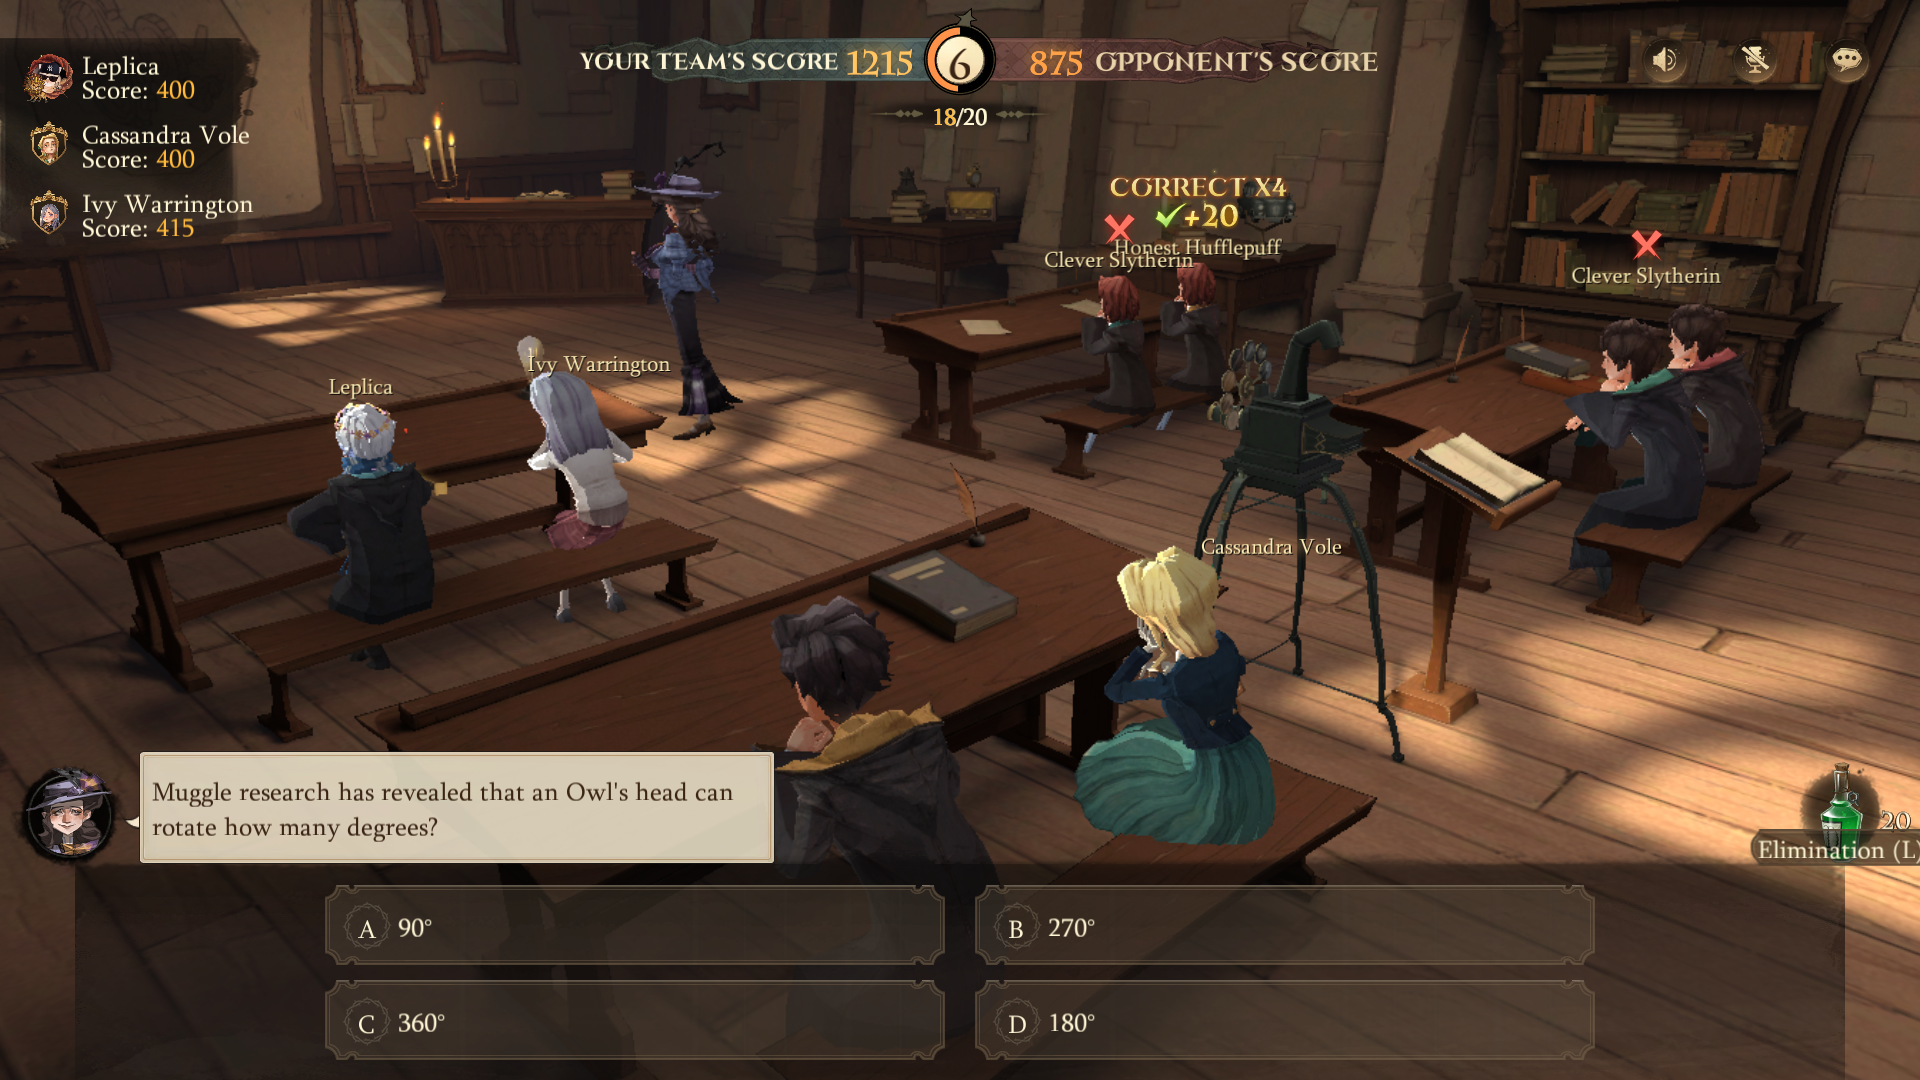 YOUR TEAM'S SCORE 1215 6 875 OPPONENT'S SCORE
18/20
Leplica
Score: 400
Cassandra Vole
Score: 400
Ivy Warrington
Score: 415
CORRECT X4
+20
Honest Hufflepuff
Clever Slytherin
Clever Slytherin
Ivy Warrington
Leplica
Cassandra Vole
Muggle research has revealed that an Owl's head can
rotate how many degrees?
20
Elimination (L)
A 90°
B 270°
C 360°
D 180°